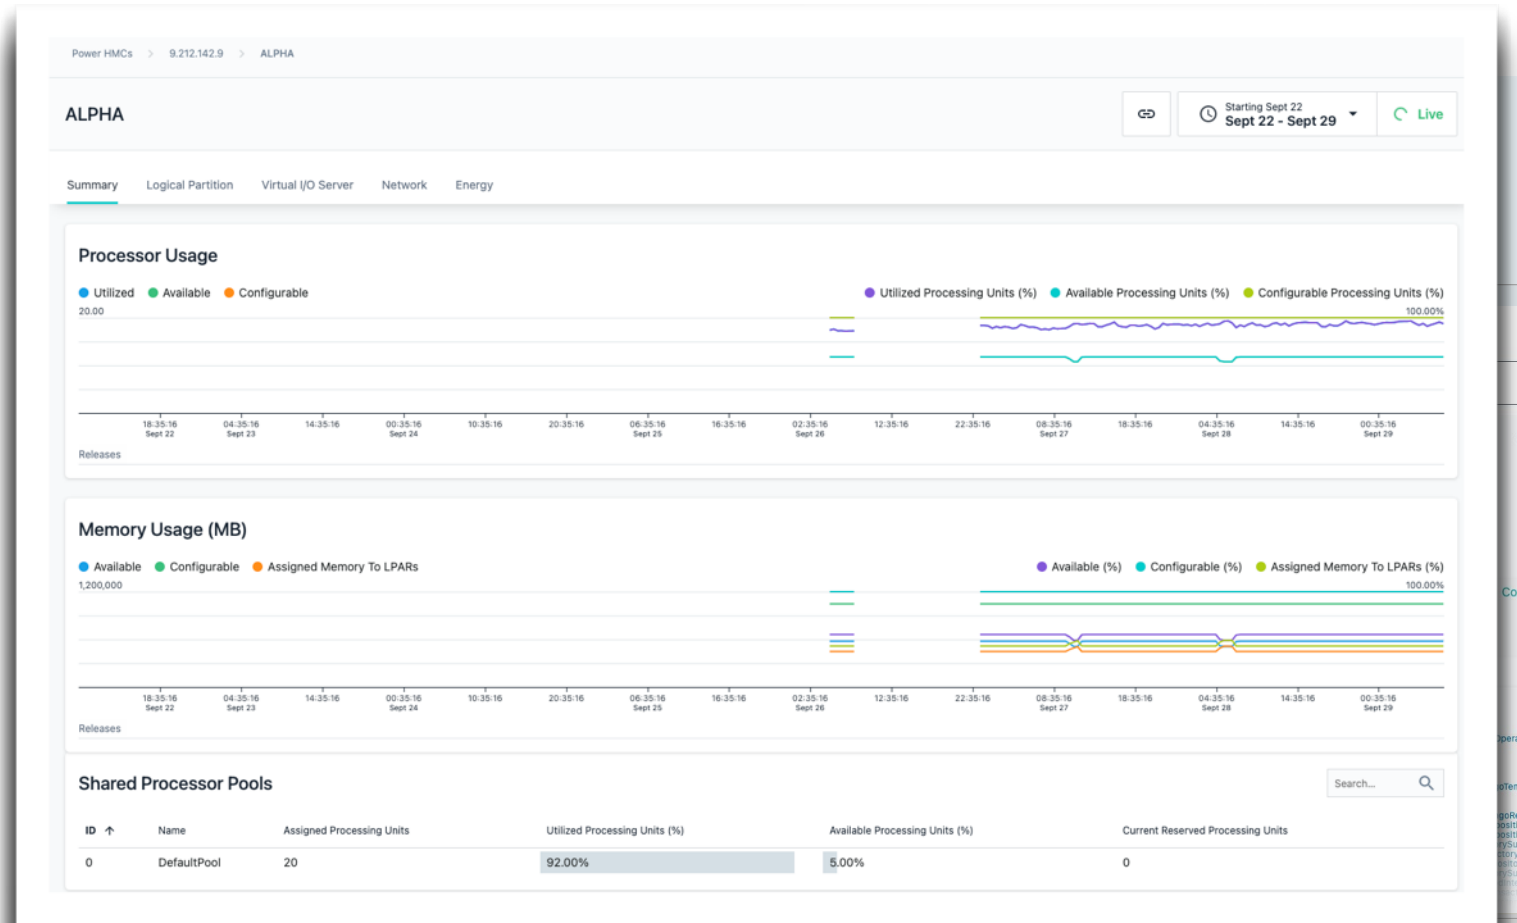 Power HMCs > 9.212.142.9 > ALPHA
ALPHA
Starting Sept 22
Sept 22 - Sept 29
Live
Summary Logical Partition Virtual I/O Server Network Energy
Processor Usage
Utilized Available Configurable Utilized Processing Units (%) Available Processing Units (%) Configurable Processing Units (%)
20.00 100.00%
18:35:16 04:35:16 14:35:16 00:35:16 10:35:16 20:35:16 06:35:16 16:35:16 02:35:16 12:35:16 22:35:16 08:35:16 18:35:16 04:35:16 14:35:16 00:35:16
Sept 22 Sept 23 Sept 24 Sept 25 Sept 26 Sept 27 Sept 28 Sept 29
Releases
Memory Usage (MB)
Available Configurable Assigned Memory To LPARs Available (%) Configurable (%) Assigned Memory To LPARs (%)
1,200,000 100.00%
18:35:16 04:35:16 14:35:16 00:35:16 10:35:16 20:35:16 06:35:16 16:35:16 02:35:16 12:35:16 22:35:16 08:35:16 18:35:16 04:35:16 14:35:16 00:35:16
Sept 22 Sept 23 Sept 24 Sept 25 Sept 26 Sept 27 Sept 28 Sept 29
Releases
Shared Processor Pools
Search...
ID Name Assigned Processing Units Utilized Processing Units (%) Available Processing Units (%) Current Reserved Processing Units
0 DefaultPool 20 92.00% 5.00% 0